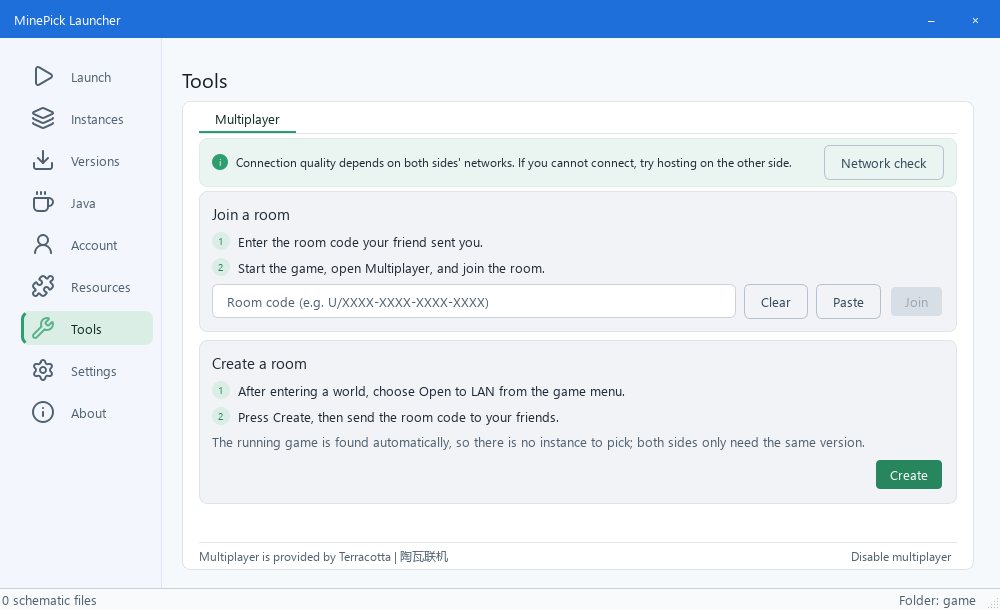 MinePick Launcher
Launch
Instances
Versions
Java
Account
Resources
Tools
Settings
About
Tools
Multiplayer
Connection quality depends on both sides' networks. If you cannot connect, try hosting on the other side.
Network check
Join a room
1 Enter the room code your friend sent you.
2 Start the game, open Multiplayer, and join the room.
Room code (e.g. U/XXXX-XXXX-XXXX-XXXX)
Clear
Paste
Join
Create a room
1 After entering a world, choose Open to LAN from the game menu.
2 Press Create, then send the room code to your friends.
The running game is found automatically, so there is no instance to pick; both sides only need the same version.
Create
Multiplayer is provided by Terracotta | 陶瓦联机
Disable multiplayer
0 schematic files
Folder: game